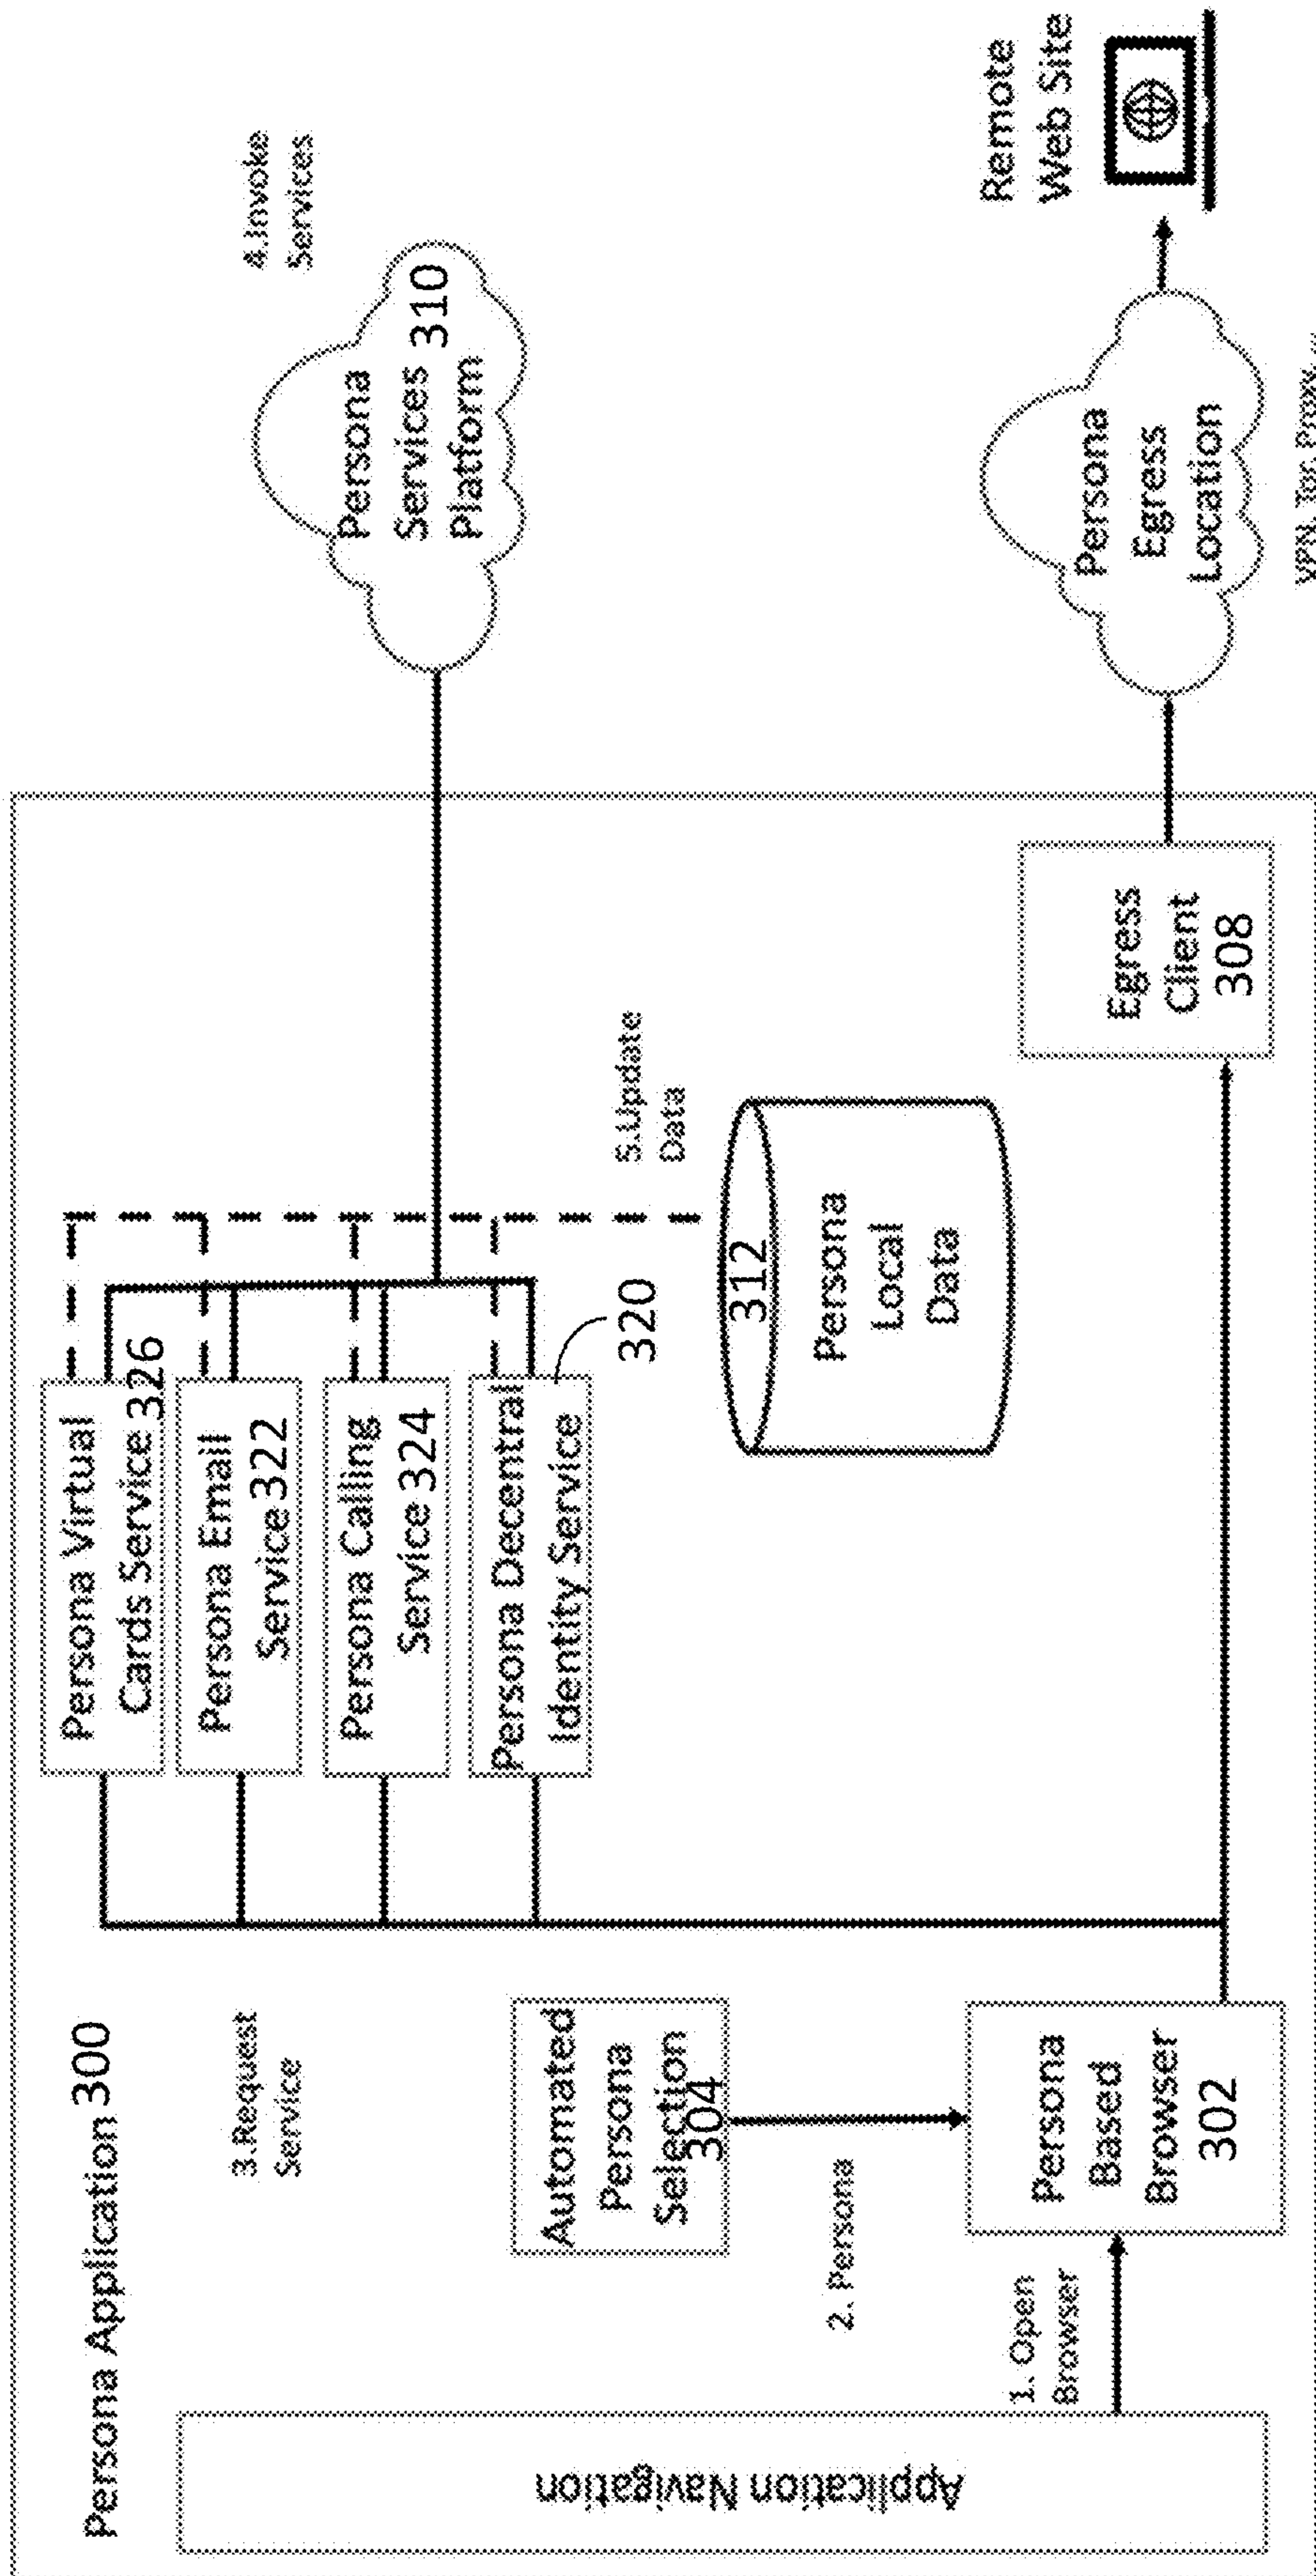 Persona Application 300
Application Navigation
1. Open
Browser
2. Persona
3.Request
Service
Automated
Persona
Selection
304
Persona
Based
Browser
302
Persona Virtual
Cards Service 326
Persona Email
Service 322
Persona Calling
Service 324
Persona Decentral
Identity Service
320
5.Update
Data
312
Persona
Local
Data
Egress
Client
308
4.Invoke
Services
Persona
Services 310
Platform
Persona
Egress
Location
VPN, Tor, Proxy
Remote
Web Site